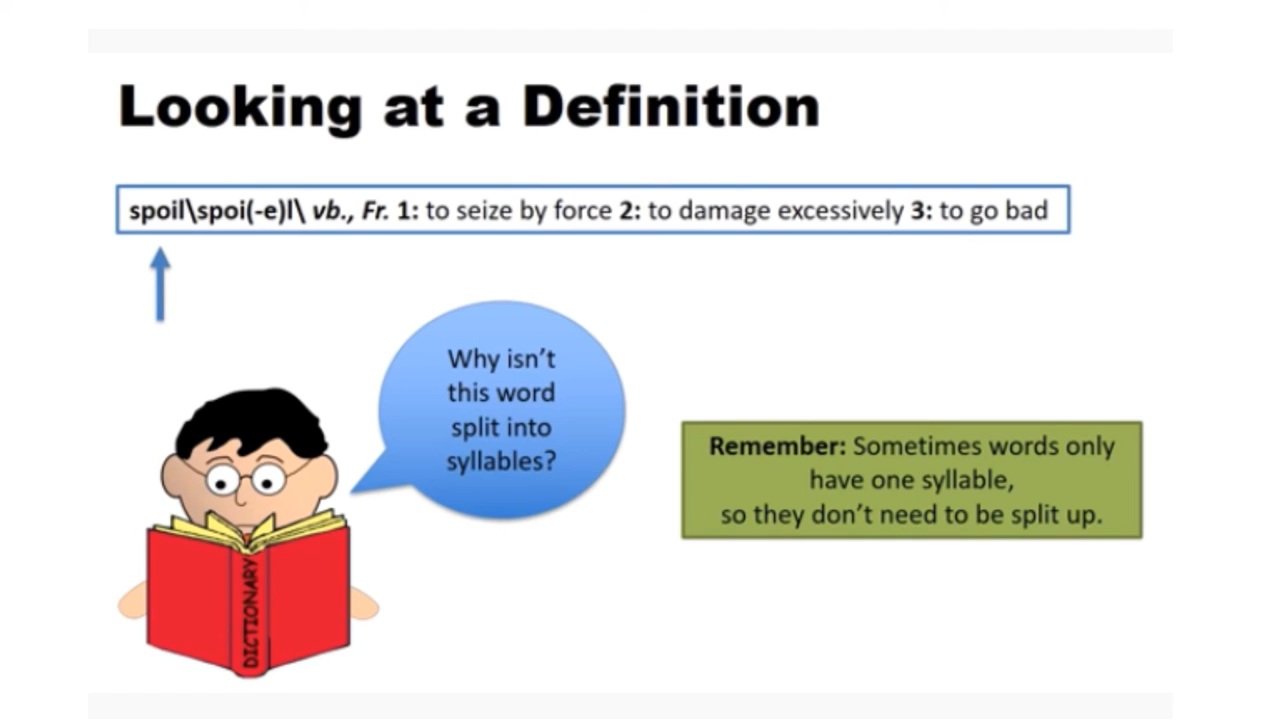 Looking at a Definition
spoil\spoi(-e)l\ vb., Fr. 1: to seize by force 2: to damage excessively 3: to go bad
Why isn't
this word
split into
syllables?
Remember: Sometimes words only
have one syllable,
so they don't need to be split up.
DICTIONARY